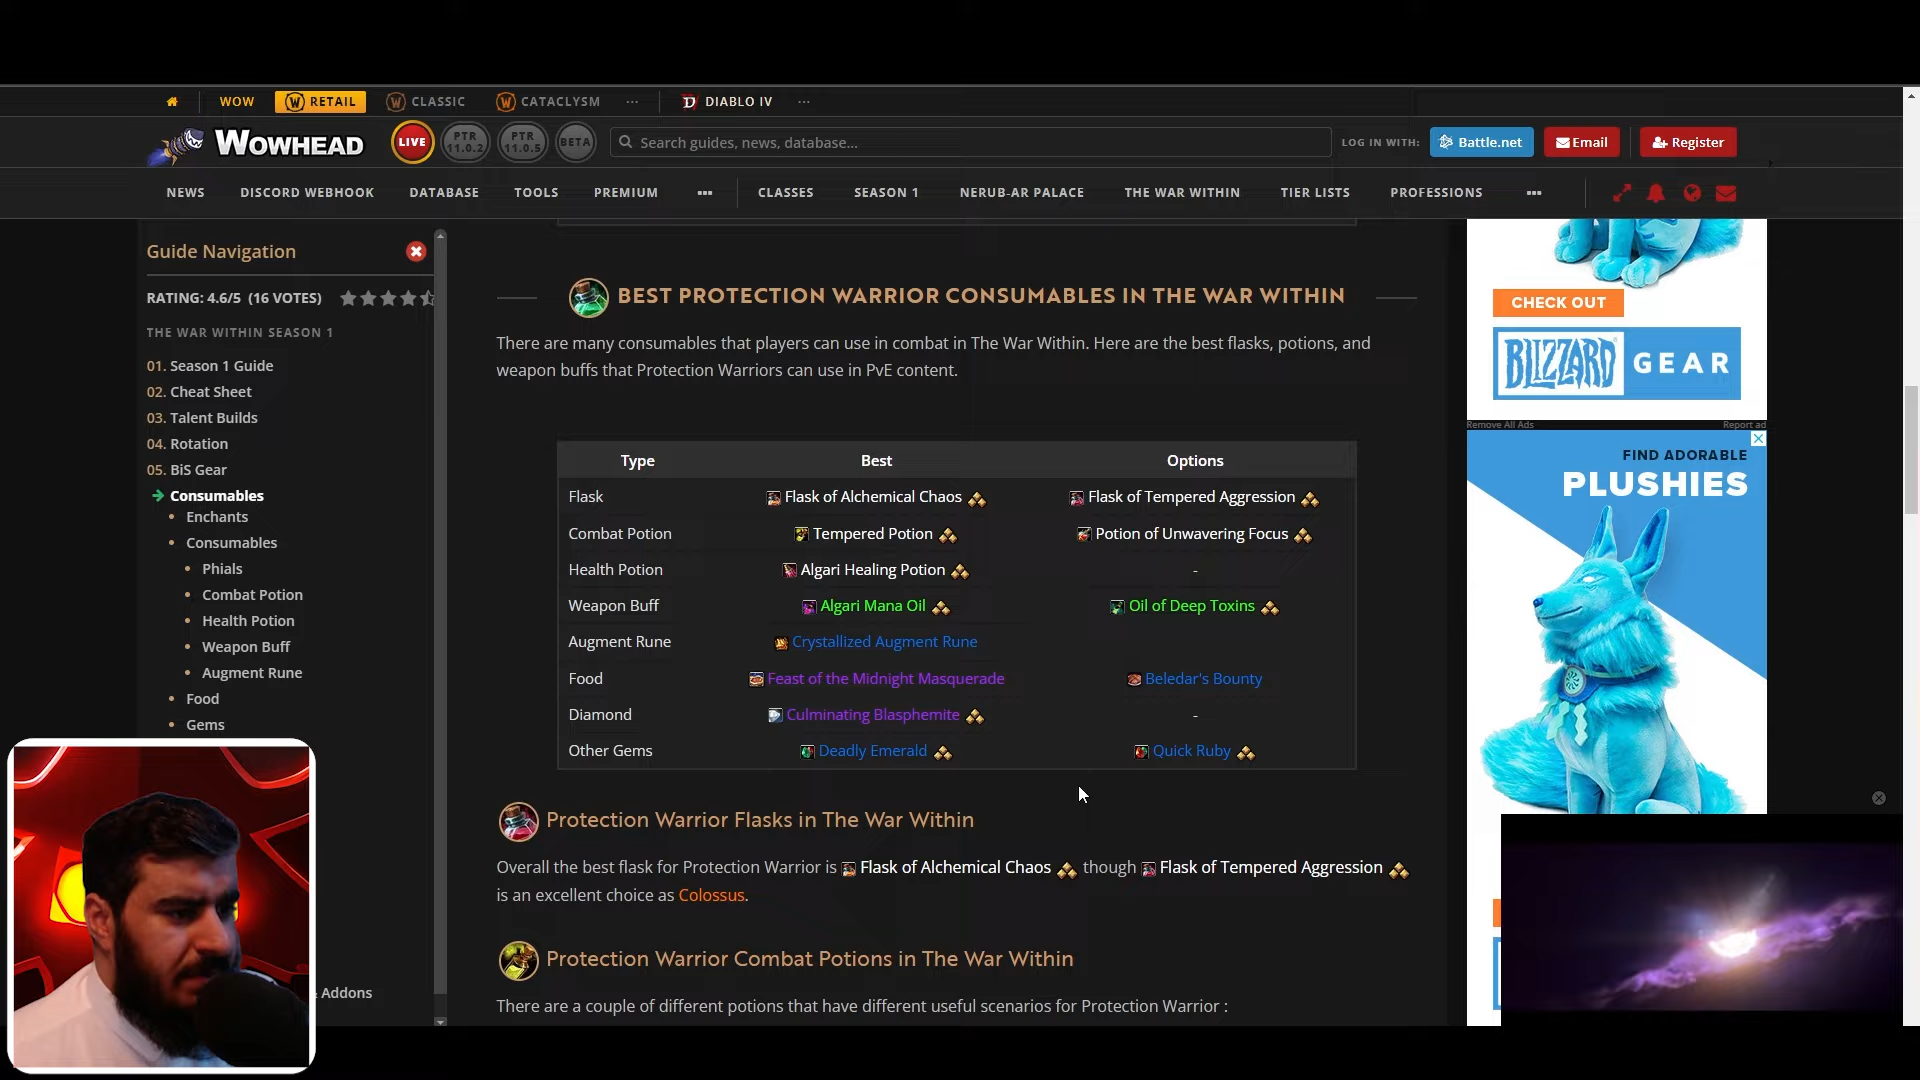 WOW
RETAIL
CLASSIC
CATACLYSM
...
DIABLO IV
...
WOWHEAD
LIVE
PTR
11.0.2
PTR
11.0.5
BETA
Search guides, news, database...
LOG IN WITH:
Battle.net
Email
Register
NEWS
DISCORD WEBHOOK
DATABASE
TOOLS
PREMIUM
...
CLASSES
SEASON 1
NERUB-AR PALACE
THE WAR WITHIN
TIER LISTS
PROFESSIONS
...
Guide Navigation
RATING: 4.6/5 (16 VOTES)
THE WAR WITHIN SEASON 1
01. Season 1 Guide
02. Cheat Sheet
03. Talent Builds
04. Rotation
05. BiS Gear
Consumables
Enchants
Consumables
Phials
Combat Potion
Health Potion
Weapon Buff
Augment Rune
Food
Gems
& Addons
BEST PROTECTION WARRIOR CONSUMABLES IN THE WAR WITHIN
There are many consumables that players can use in combat in The War Within. Here are the best flasks, potions, and
weapon buffs that Protection Warriors can use in PvE content.
Type Best Options
Flask Flask of Alchemical Chaos Flask of Tempered Aggression
Combat Potion Tempered Potion Potion of Unwavering Focus
Health Potion Algari Healing Potion -
Weapon Buff Algari Mana Oil Oil of Deep Toxins
Augment Rune Crystallized Augment Rune
Food Feast of the Midnight Masquerade Beledar's Bounty
Diamond Culminating Blasphemite -
Other Gems Deadly Emerald Quick Ruby
Protection Warrior Flasks in The War Within
Overall the best flask for Protection Warrior is Flask of Alchemical Chaos though Flask of Tempered Aggression
is an excellent choice as Colossus.
Protection Warrior Combat Potions in The War Within
There are a couple of different potions that have different useful scenarios for Protection Warrior :
CHECK OUT
BLIZZARD GEAR
Remove All Ads
Report ad
FIND ADORABLE
PLUSHIES